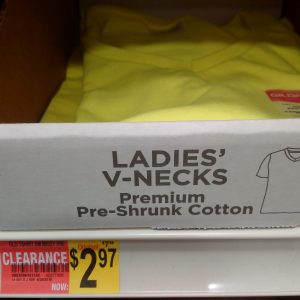 LADIES'
V-NECKS
Premium
Pre-Shrunk Cotton
CLEARANCE
NOW:
$2.97